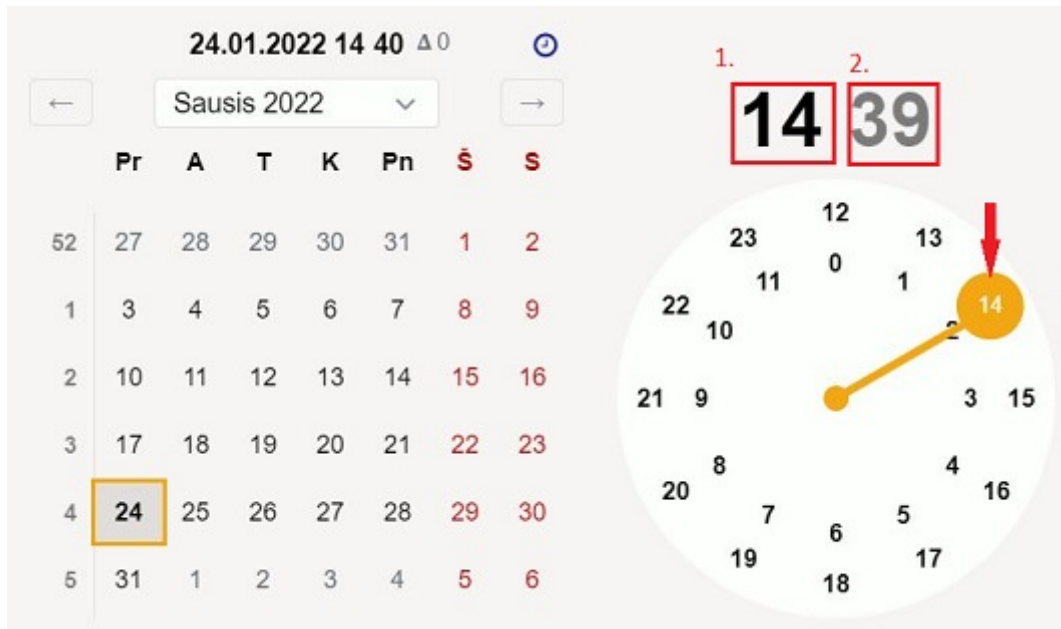 24.01.2022 14 40 Δ 0
←
Sausis 2022
→
Pr A T K Pn Š S
52 27 28 29 30 31 1 2
1 3 4 5 6 7 8 9
2 10 11 12 13 14 15 16
3 17 18 19 20 21 22 23
4 24 25 26 27 28 29 30
5 31 1 2 3 4 5 6
1. 2.
14 39
12
23 13
0
11 1
22 14
10 2
21 9 3 15
8 4
20 16
7 5
6
19 17
18